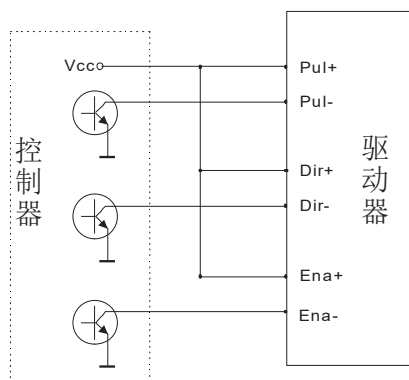 Vcc
Pul+
Pul-
控制器
驱动器
Dir+
Dir-
Ena+
Ena-